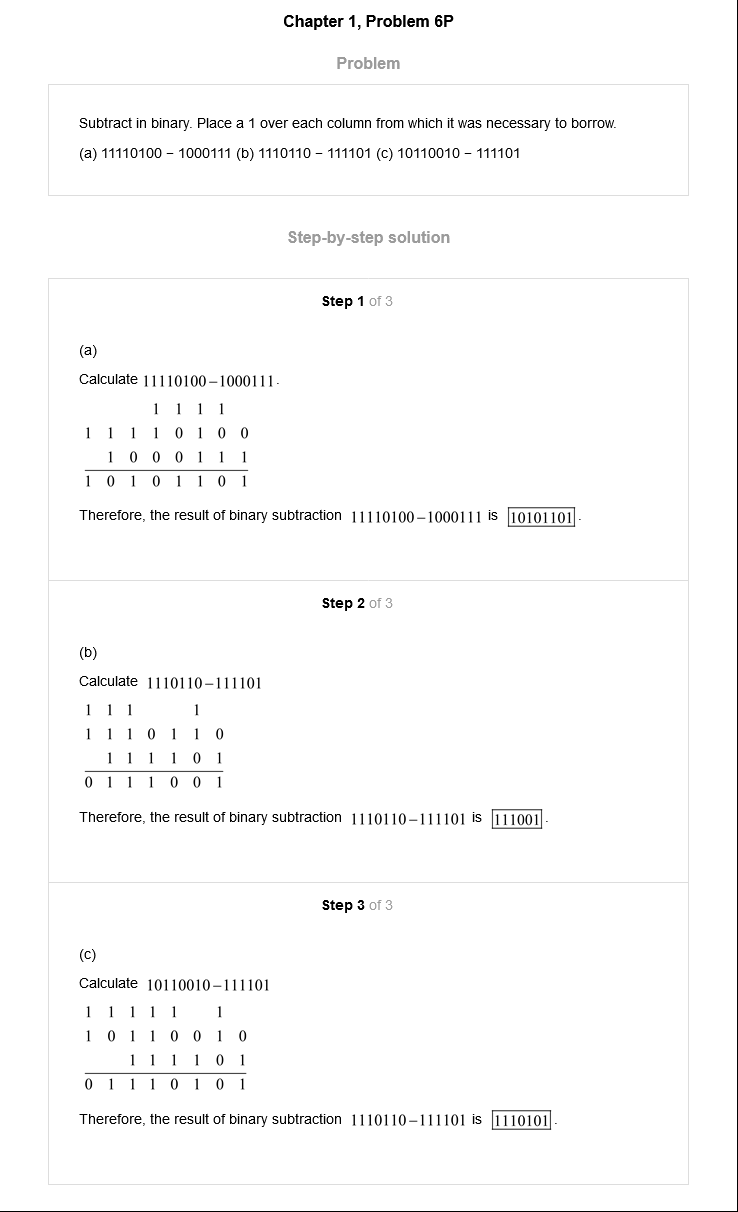 Chapter 1, Problem 6P
Problem
Subtract in binary. Place a 1 over each column from which it was necessary to borrow.
(a) 11110100 − 1000111 (b) 1110110 − 111101 (c) 10110010 − 111101
Step-by-step solution
Step 1 of 3
(a)
Calculate 11110100−1000111.
1 1 1 1
1 1 1 1 0 1 0 0
1 0 0 0 1 1 1
1 0 1 0 1 1 0 1
Therefore, the result of binary subtraction 11110100−1000111 is 10101101.
Step 2 of 3
(b)
Calculate 1110110−111101
1 1 1 1
1 1 1 0 1 1 0
1 1 1 1 0 1
0 1 1 1 0 0 1
Therefore, the result of binary subtraction 1110110−111101 is 111001.
Step 3 of 3
(c)
Calculate 10110010−111101
1 1 1 1 1 1
1 0 1 1 0 0 1 0
1 1 1 1 0 1
0 1 1 1 0 1 0 1
Therefore, the result of binary subtraction 1110110−111101 is 1110101.